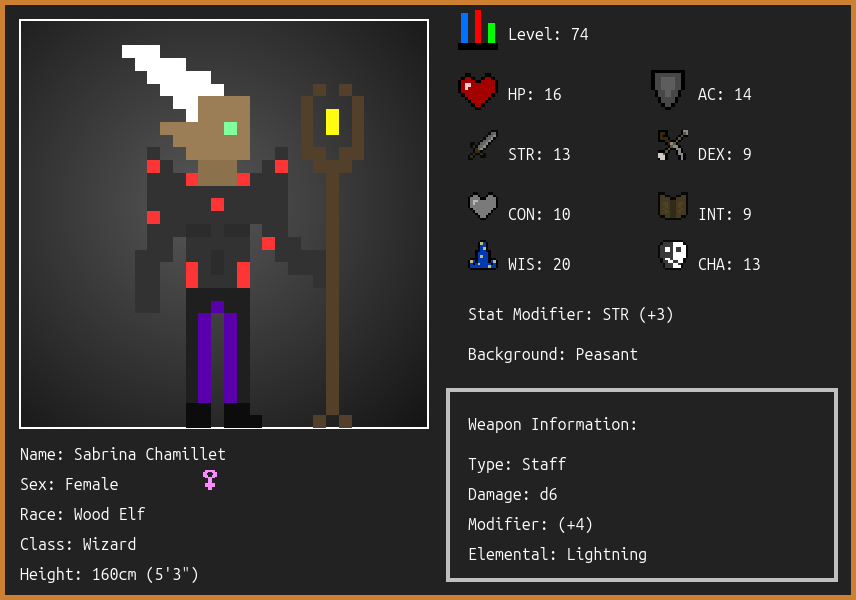 Level: 74
HP: 16
AC: 14
STR: 13
DEX: 9
CON: 10
INT: 9
WIS: 20
CHA: 13
Stat Modifier: STR (+3)
Background: Peasant
Weapon Information:
Type: Staff
Damage: d6
Modifier: (+4)
Elemental: Lightning
Name: Sabrina Chamillet
Sex: Female
Race: Wood Elf
Class: Wizard
Height: 160cm (5'3")